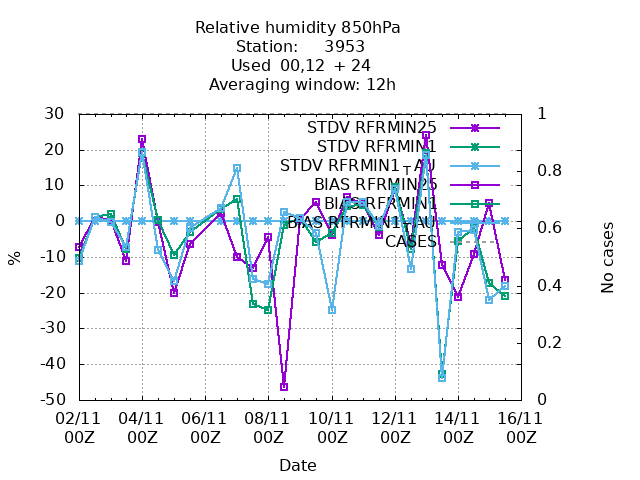 Relative humidity 850hPa
Station: 3953
Used 00,12 + 24
Averaging window: 12h
30 1
STDV RFRMIN25
20 STDV RFRMIN1
STDV RFRMIN1_AU 0.8
10 BIAS RFRMIN25
BIAS RFRMIN1
0 BIAS RFRMIN1_AU 0.6
CASES
-10
% No cases
-20 0.4
-30
0.2
-40
-50 0
02/11 04/11 06/11 08/11 10/11 12/11 14/11 16/11
00Z 00Z 00Z 00Z 00Z 00Z 00Z 00Z
Date